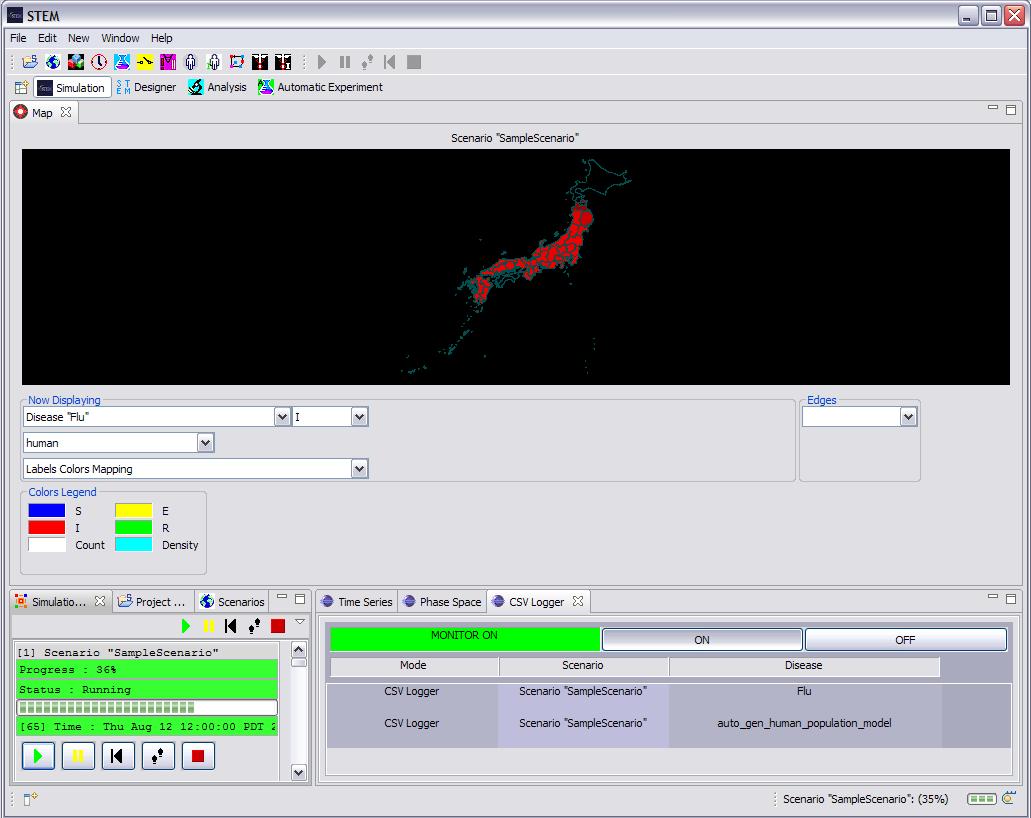 STEM
File Edit New Window Help
Simulation Designer Analysis Automatic Experiment
Map
Scenario "SampleScenario"
Now Displaying
Edges
Disease "Flu" I
human
Labels Colors Mapping
Colors Legend
S E
I R
Count Density
Simulatio... Project ... Scenarios
Time Series Phase Space CSV Logger
MONITOR ON ON OFF
Mode Scenario Disease
CSV Logger Scenario "SampleScenario" Flu
CSV Logger Scenario "SampleScenario" auto_gen_human_population_model
[1] Scenario "SampleScenario"
Progress : 36%
Status : Running
[65] Time : Thu Aug 12 12:00:00 PDT 2
Scenario "SampleScenario": (35%)